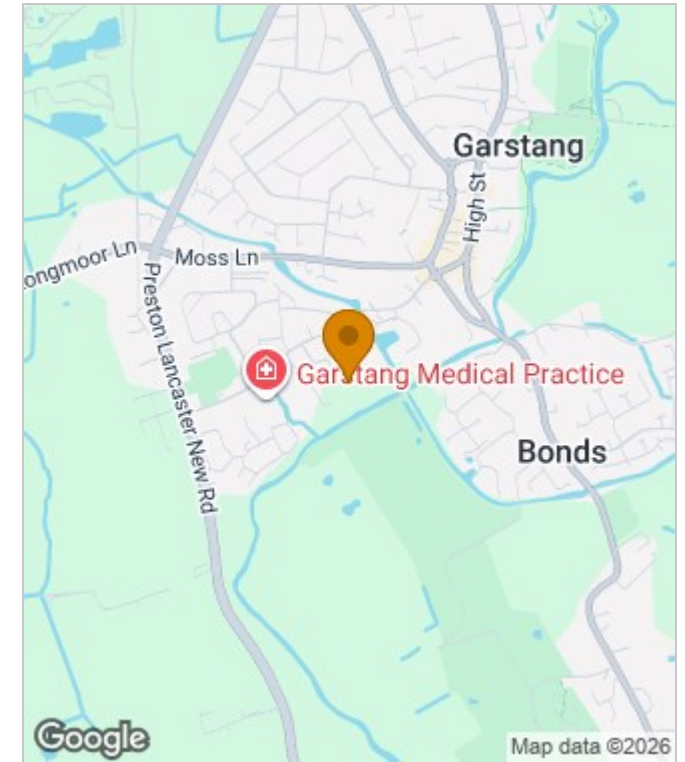 Garstang
High St
ongmoor Ln
Moss Ln
Preston Lancaster New Rd
Garstang Medical Practice
Bonds
Google
Map data ©2026